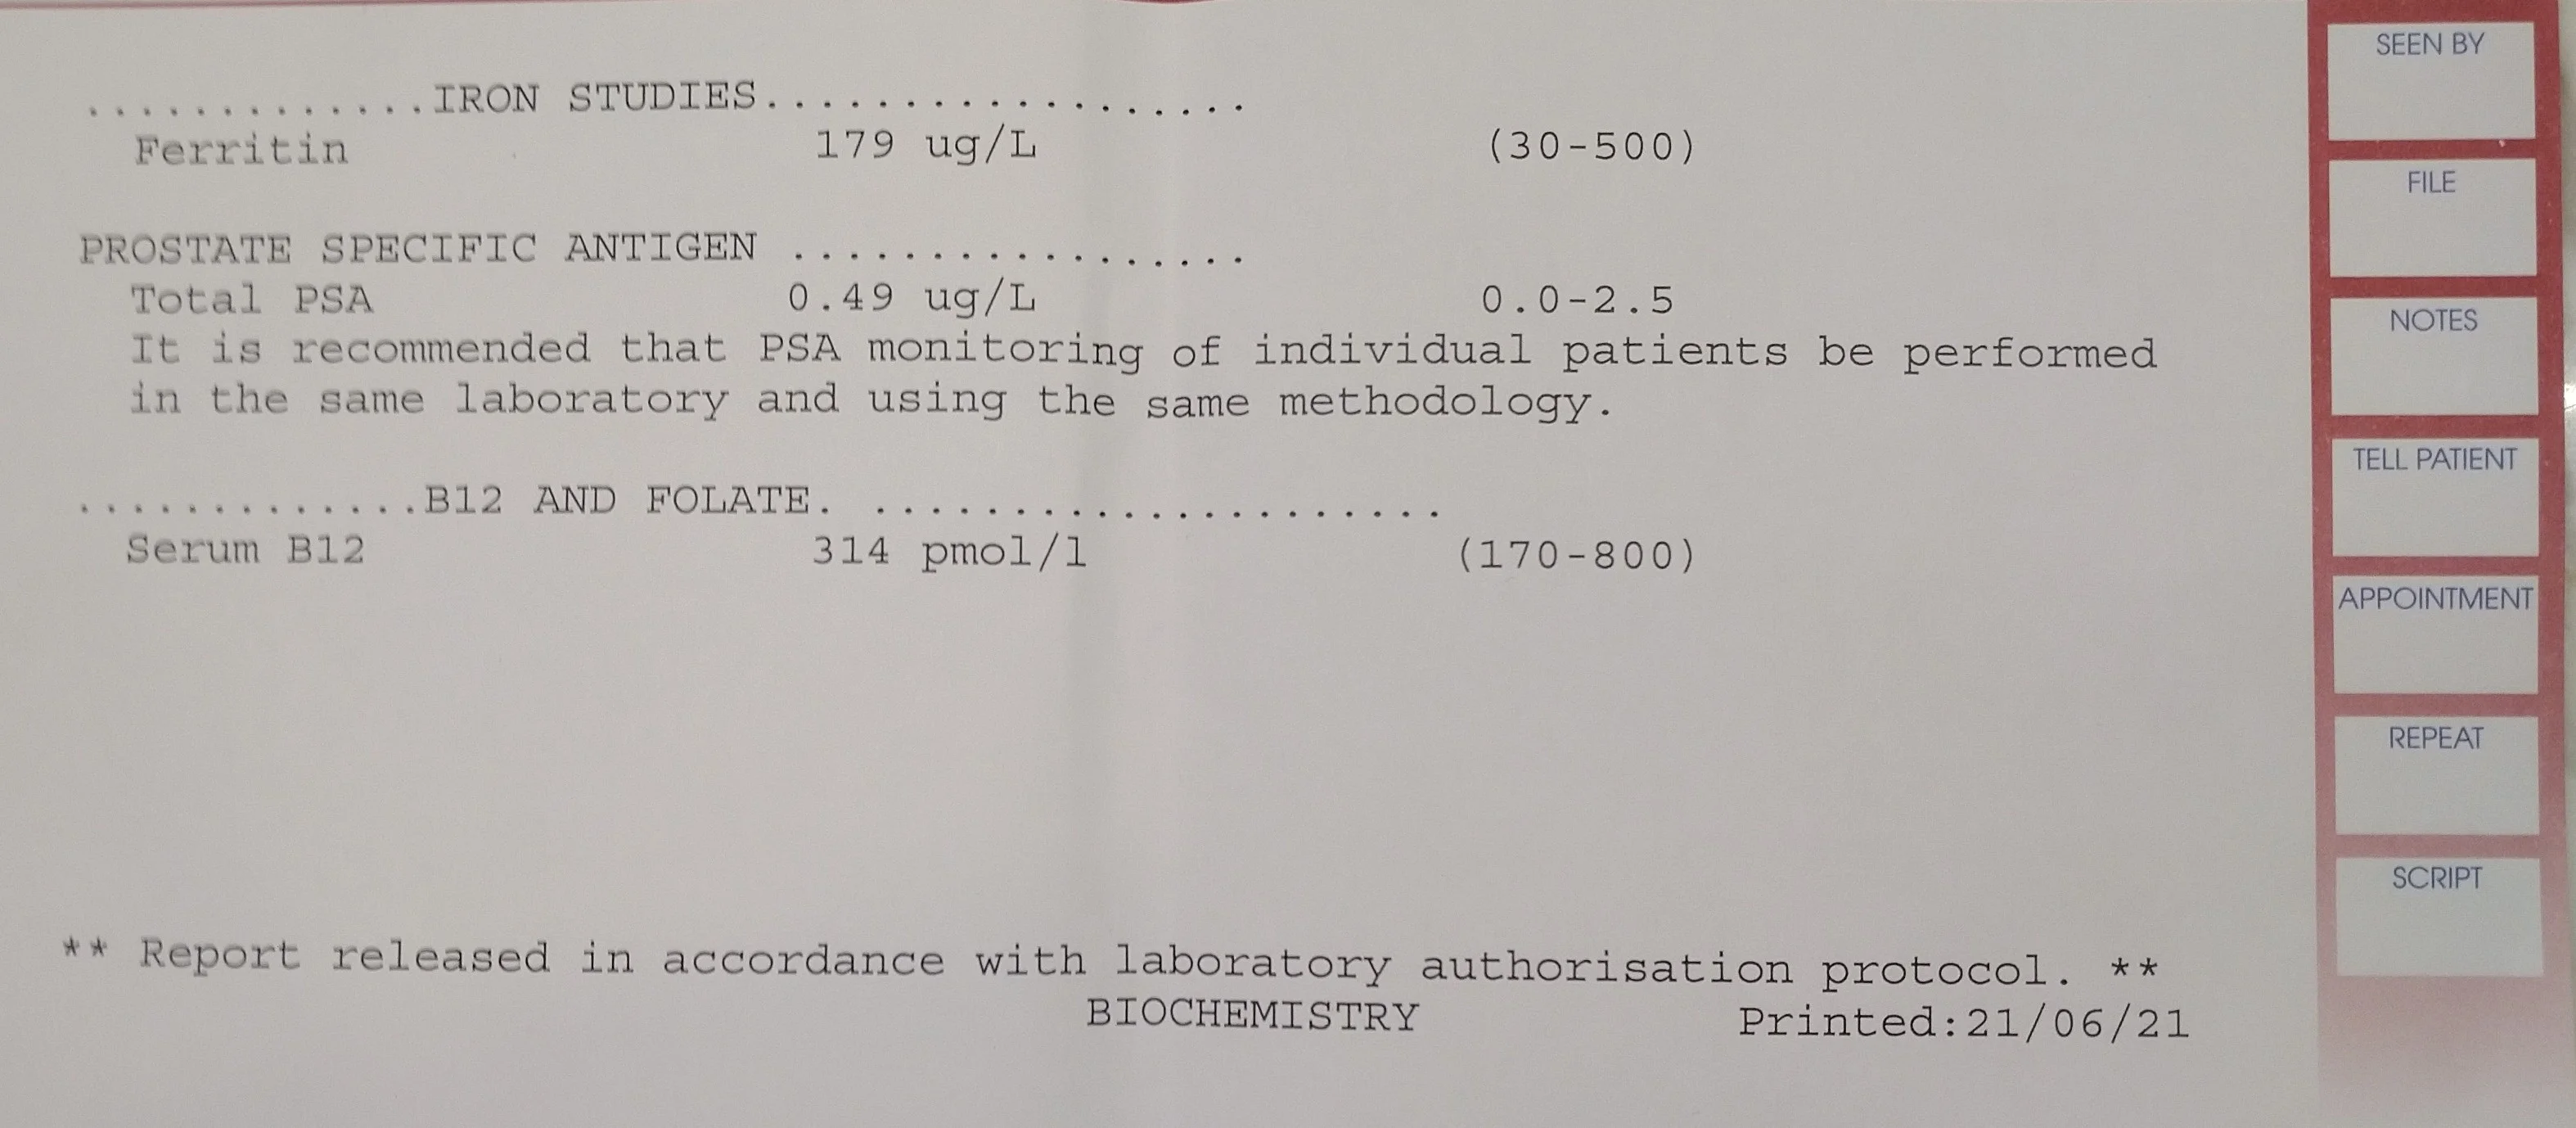 .............IRON STUDIES..................
Ferritin 179 ug/L (30-500)
PROSTATE SPECIFIC ANTIGEN .................
Total PSA 0.49 ug/L 0.0-2.5
It is recommended that PSA monitoring of individual patients be performed
in the same laboratory and using the same methodology.
.............B12 AND FOLATE. .....................
Serum B12 314 pmol/l (170-800)
** Report released in accordance with laboratory authorisation protocol. **
BIOCHEMISTRY Printed:21/06/21
SEEN BY
FILE
NOTES
TELL PATIENT
APPOINTMENT
REPEAT
SCRIPT